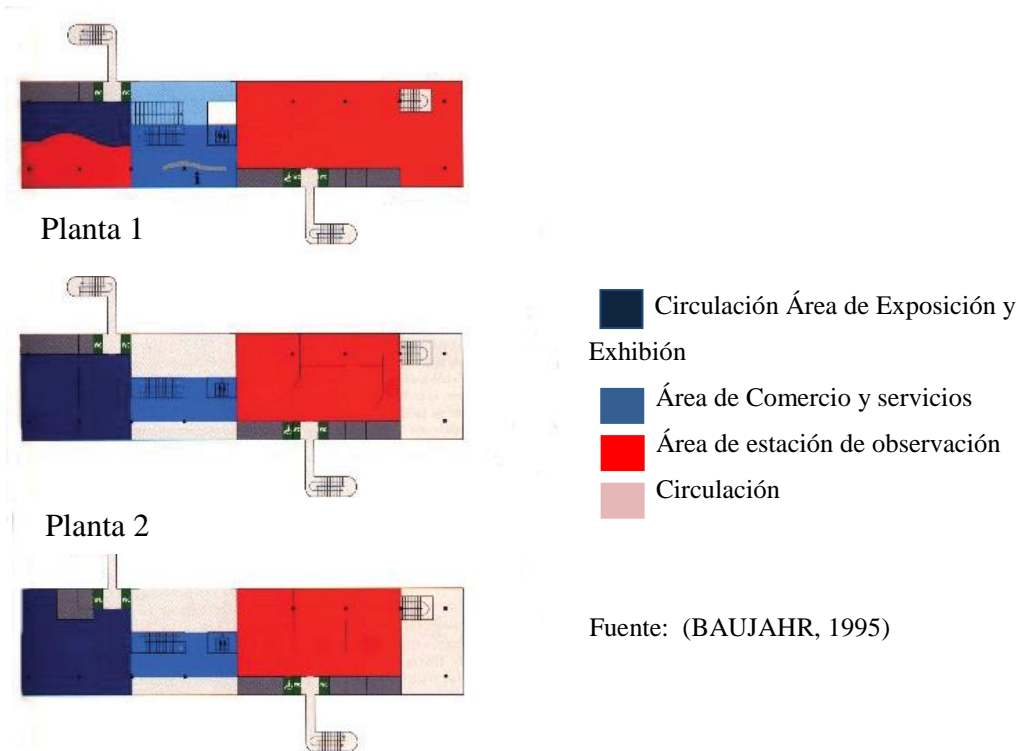 i
Planta 1
Planta 2
Circulación Área de Exposición y
Exhibión
Área de Comercio y servicios
Área de estación de observación
Circulación
Fuente: (BAUJAHR, 1995)